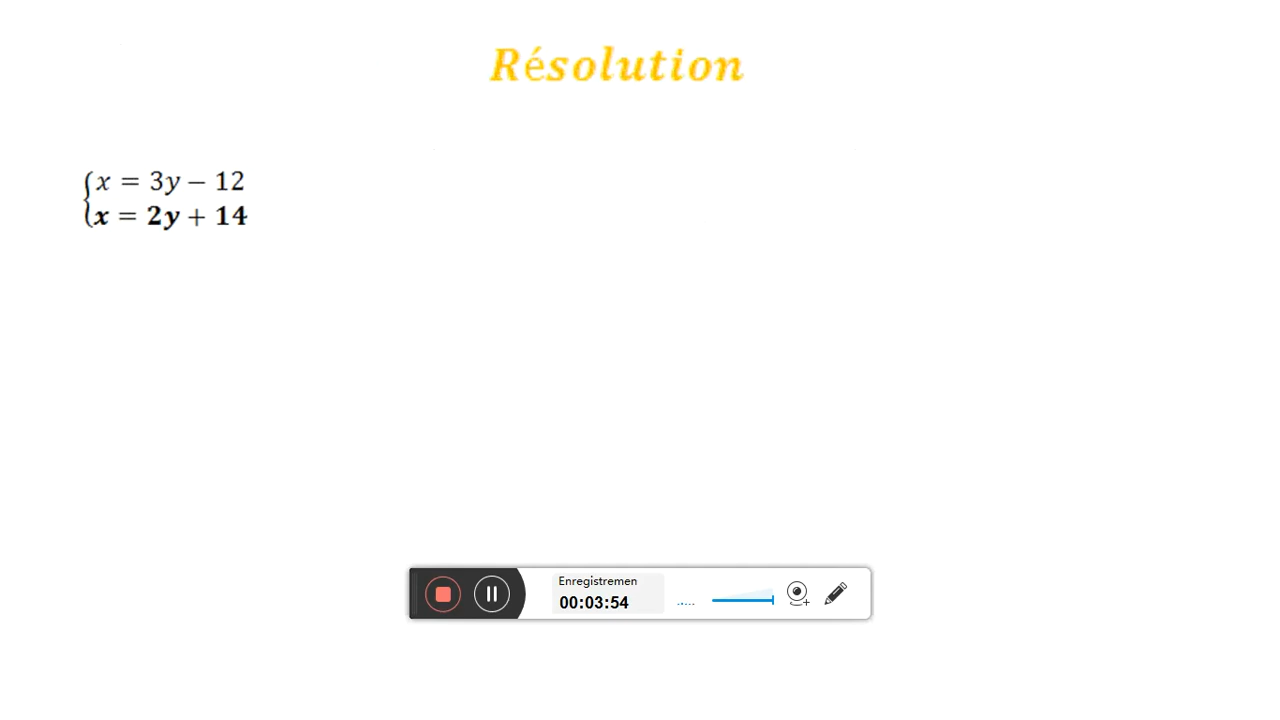 Résolution
x = 3y − 12
x = 2y + 14
Enregistremen
00:03:54